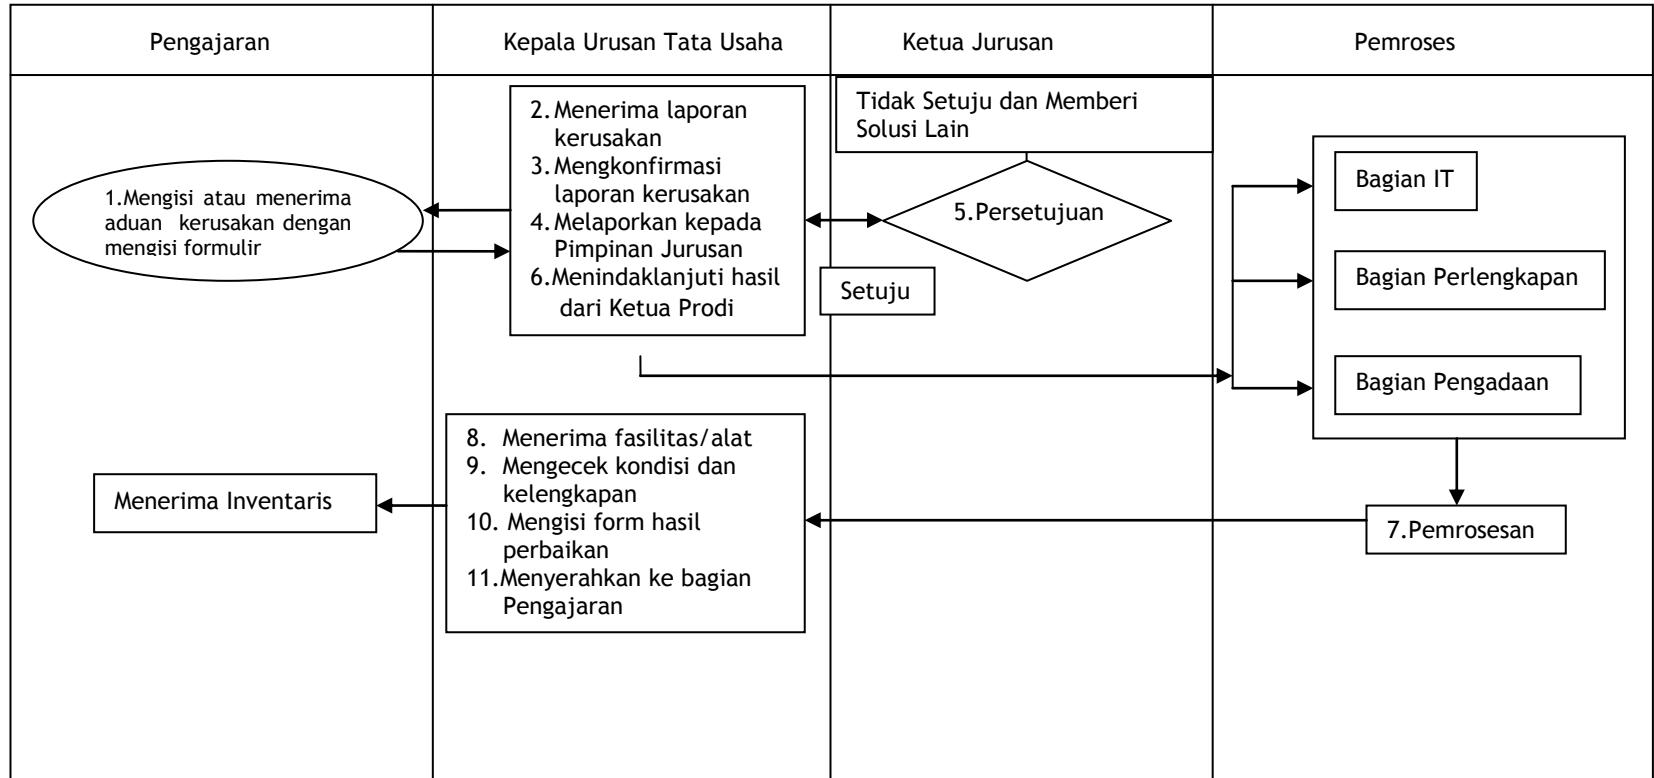 Pengajaran
Kepala Urusan Tata Usaha
Ketua Jurusan
Pemroses
1.Mengisi atau menerima
aduan kerusakan dengan
mengisi formulir
2.Menerima laporan
kerusakan
3.Mengkonfirmasi
laporan kerusakan
4.Melaporkan kepada
Pimpinan Jurusan
6.Menindaklanjuti hasil
dari Ketua Prodi
Tidak Setuju dan Memberi
Solusi Lain
5.Persetujuan
Setuju
Bagian IT
Bagian Perlengkapan
Bagian Pengadaan
7.Pemrosesan
8. Menerima fasilitas/alat
9. Mengecek kondisi dan
kelengkapan
10. Mengisi form hasil
perbaikan
11.Menyerahkan ke bagian
Pengajaran
Menerima Inventaris